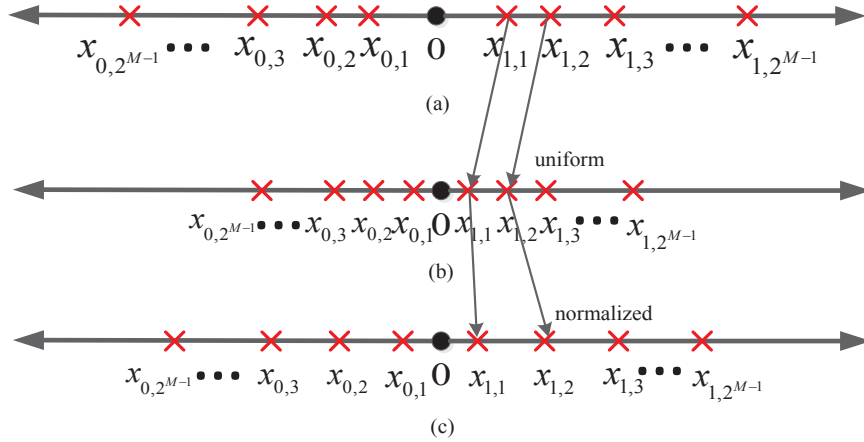 x_{0,2^{M-1}} ••• x_{0,3} x_{0,2} x_{0,1} 0 x_{1,1} x_{1,2} x_{1,3} ••• x_{1,2^{M-1}}
(a)
uniform
x_{0,2^{M-1}} ••• x_{0,3} x_{0,2} x_{0,1} 0 x_{1,1} x_{1,2} x_{1,3} ••• x_{1,2^{M-1}}
(b)
normalized
x_{0,2^{M-1}} ••• x_{0,3} x_{0,2} x_{0,1} 0 x_{1,1} x_{1,2} x_{1,3} ••• x_{1,2^{M-1}}
(c)